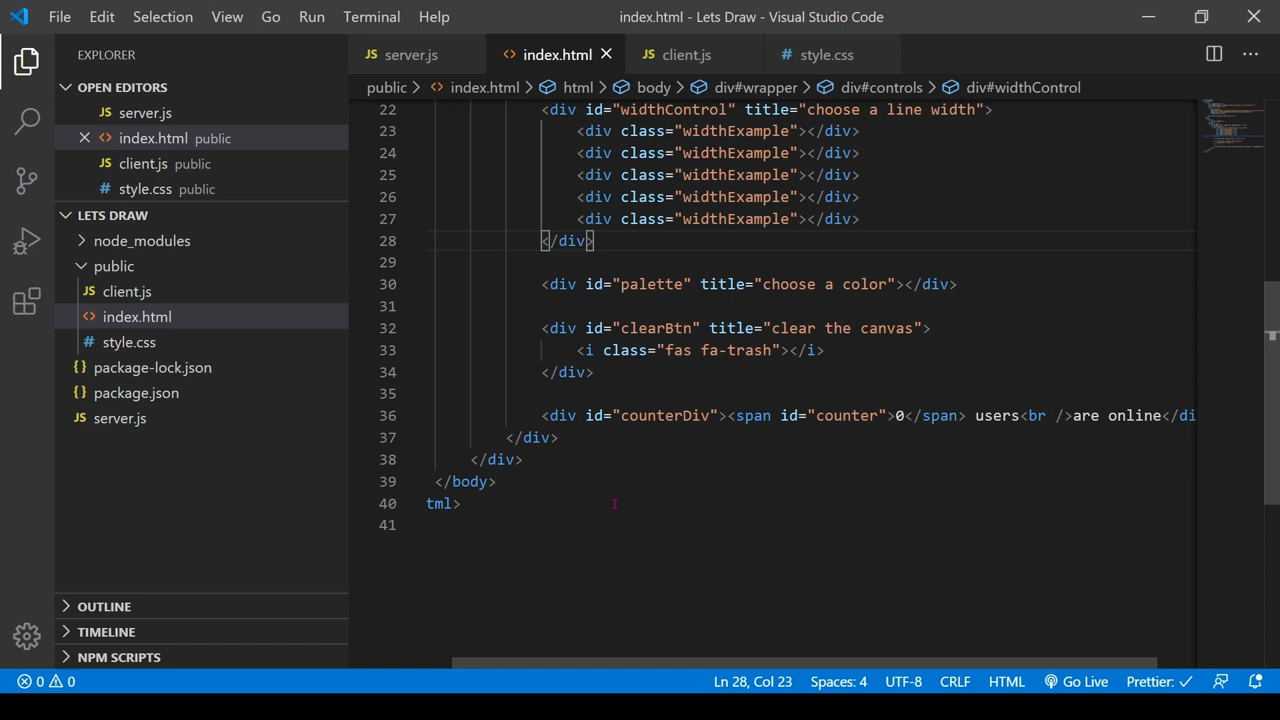 File Edit Selection View Go Run Terminal Help index.html - Lets Draw - Visual Studio Code
EXPLORER
OPEN EDITORS
server.js
index.html public
client.js public
style.css public
LETS DRAW
node_modules
public
JS client.js
<> index.html
# style.css
{} package-lock.json
{} package.json
JS server.js
OUTLINE
TIMELINE
NPM SCRIPTS
JS server.js <> index.html JS client.js # style.css
public > <> index.html > html > body > div#wrapper > div#controls > div#widthControl
22 <div id="widthControl" title="choose a line width">
23 <div class="widthExample"></div>
24 <div class="widthExample"></div>
25 <div class="widthExample"></div>
26 <div class="widthExample"></div>
27 <div class="widthExample"></div>
28 </div>
29
30 <div id="palette" title="choose a color"></div>
31
32 <div id="clearBtn" title="clear the canvas">
33 <i class="fas fa-trash"></i>
34 </div>
35
36 <div id="counterDiv"><span id="counter">0</span> users<br />are online</di
37 </div>
38 </div>
39 </body>
40 tml>
41
0 0 Ln 28, Col 23 Spaces: 4 UTF-8 CRLF HTML Go Live Prettier: ✓